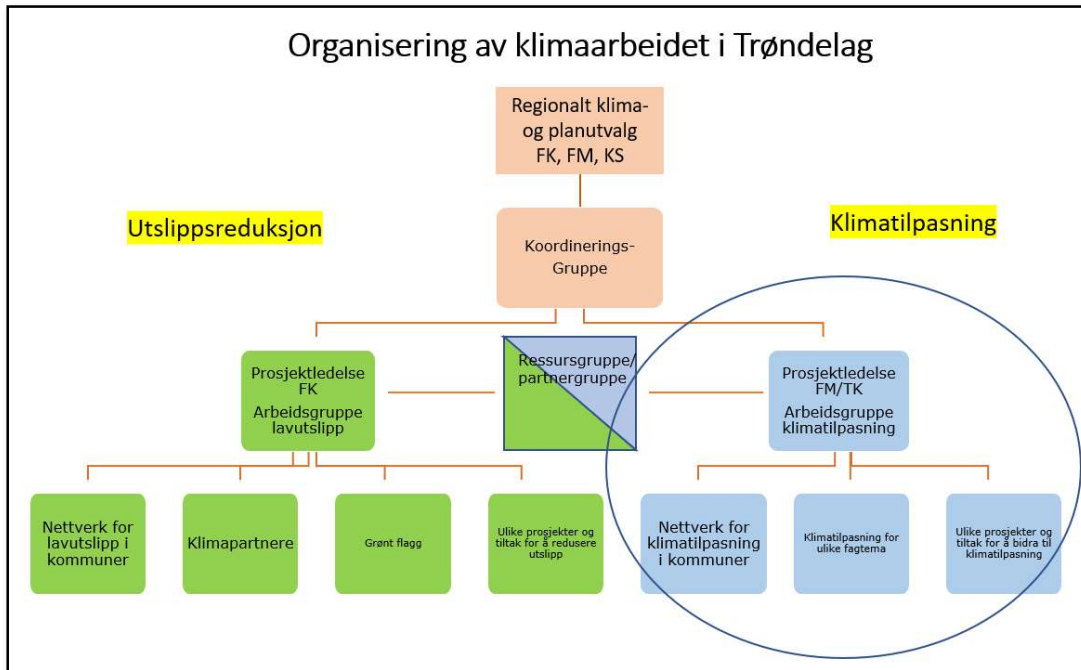 Organisering av klimaarbeidet i Trøndelag
Regionalt klima-
og planutvalg
FK, FM, KS
Utslippsreduksjon
Klimatilpasning
Koordinerings-
Gruppe
Prosjektledelse
FK
Arbeidsgruppe
lavutslipp
Ressursgruppe/
partnergruppe
Prosjektledelse
FM/TK
Arbeidsgruppe
klimatilpasning
Nettverk for
lavutslipp i
kommuner
Klimapartnere
Grønt flagg
Ulike prosjekter og
tiltak for å redusere
utslipp
Nettverk for
klimatilpasning
i kommuner
Klimatilpasning for
ulike fagtema
Ulike prosjekter og
tiltak for å bidra til
klimatilpasning